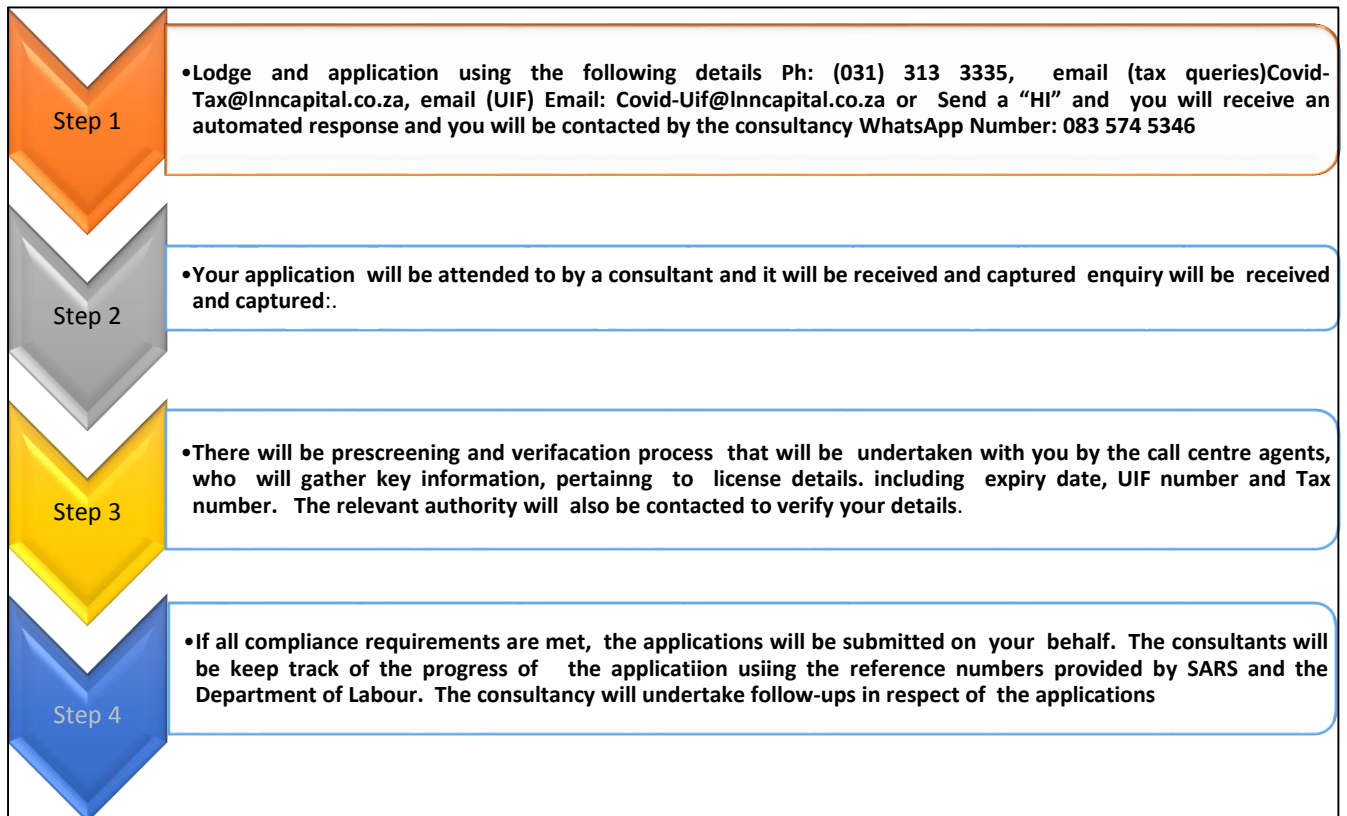 Step 1
•Lodge and application using the following details Ph: (031) 313 3335, email (tax queries)Covid-
Tax@lnncapital.co.za, email (UIF) Email: Covid-Uif@lnncapital.co.za or Send a “HI” and you will receive an
automated response and you will be contacted by the consultancy WhatsApp Number: 083 574 5346
Step 2
•Your application will be attended to by a consultant and it will be received and captured enquiry will be received
and captured:.
Step 3
•There will be prescreening and verifacation process that will be undertaken with you by the call centre agents,
who will gather key information, pertainng to license details. including expiry date, UIF number and Tax
number. The relevant authority will also be contacted to verify your details.
Step 4
•If all compliance requirements are met, the applications will be submitted on your behalf. The consultants will
be keep track of the progress of the applicatiion usiing the reference numbers provided by SARS and the
Department of Labour. The consultancy will undertake follow-ups in respect of the applications